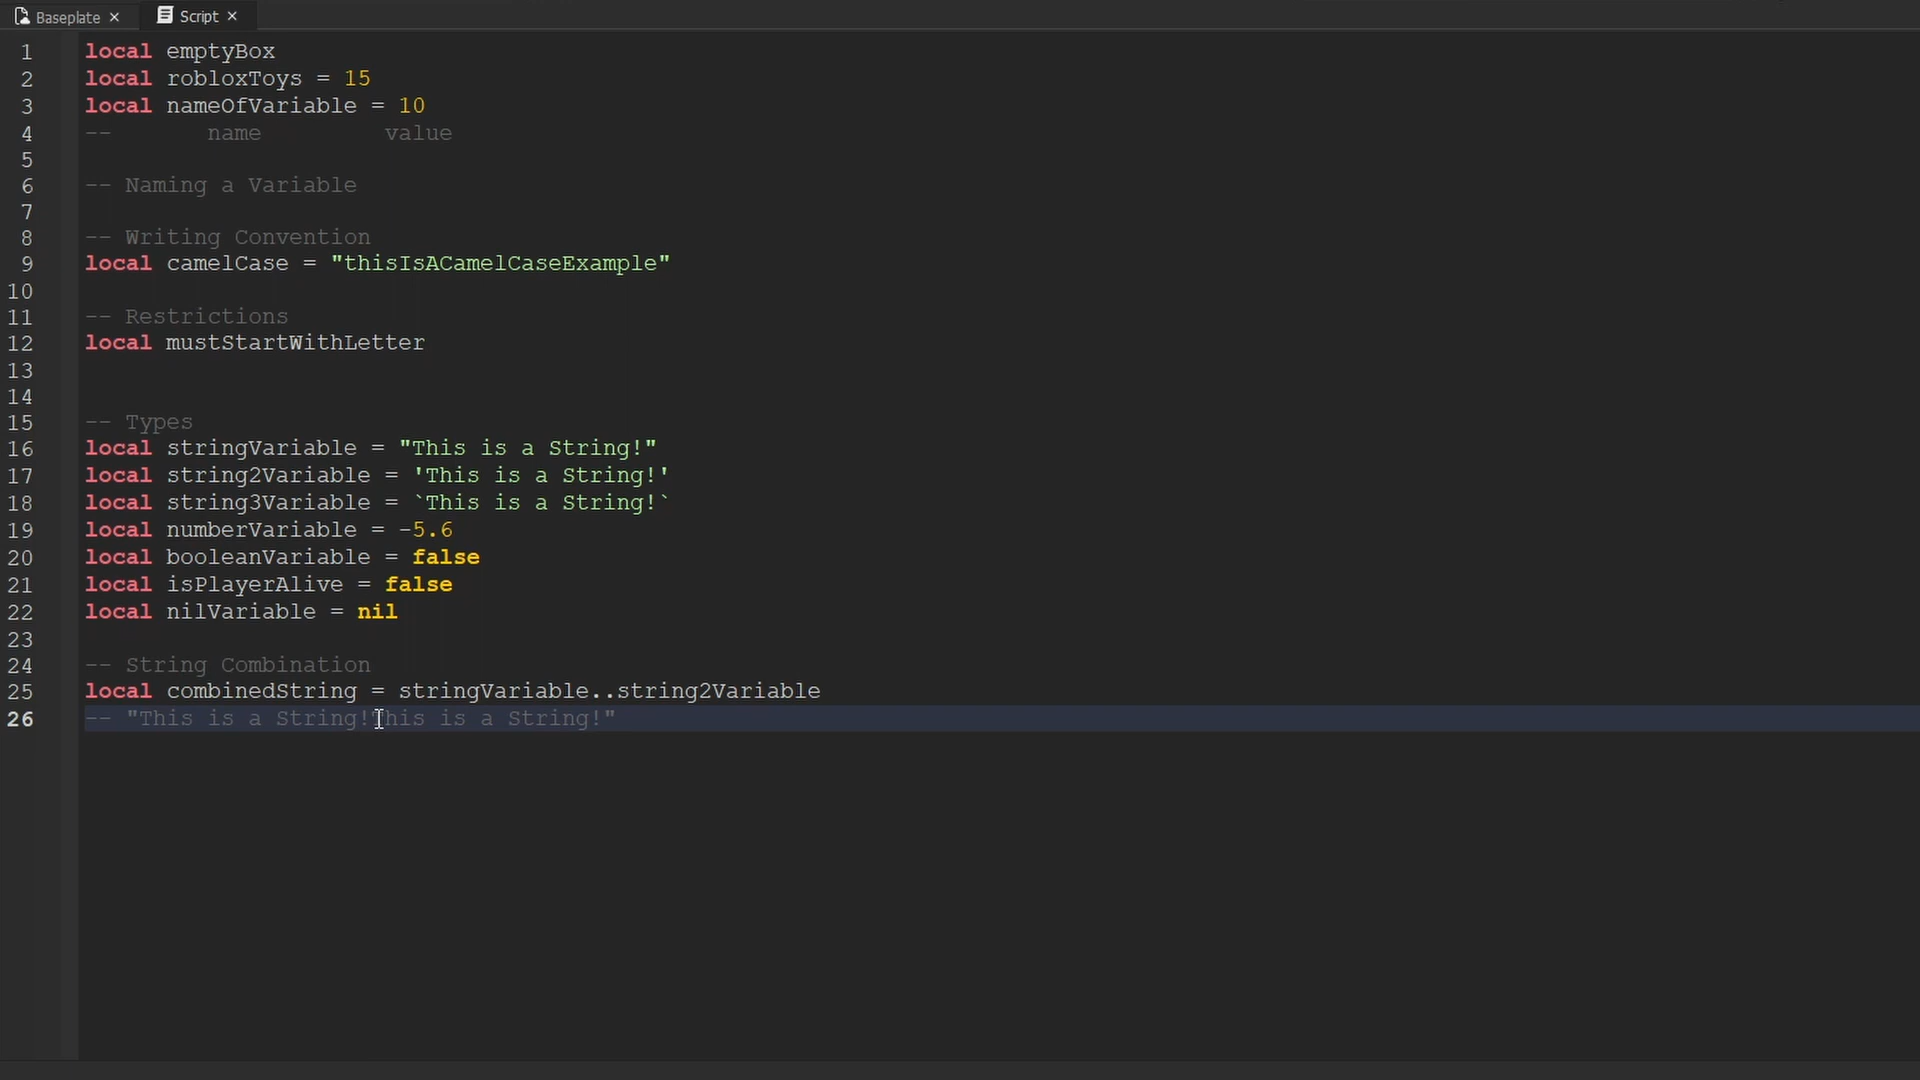 Baseplate × Script ×
1 local emptyBox
2 local robloxToys = 15
3 local nameOfVariable = 10
4 --       name         value
5
6 -- Naming a Variable
7
8 -- Writing Convention
9 local camelCase = "thisIsACamelCaseExample"
10
11 -- Restrictions
12 local mustStartWithLetter
13
14
15 -- Types
16 local stringVariable = "This is a String!"
17 local string2Variable = 'This is a String!'
18 local string3Variable = `This is a String!`
19 local numberVariable = -5.6
20 local booleanVariable = false
21 local isPlayerAlive = false
22 local nilVariable = nil
23
24 -- String Combination
25 local combinedString = stringVariable..string2Variable
26 -- "This is a String!This is a String!"